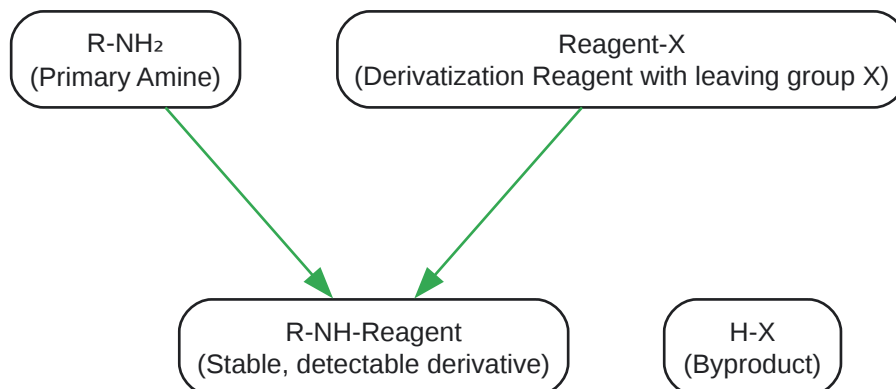 R-NH₂
(Primary Amine)
Reagent-X
(Derivatization Reagent with leaving group X)
R-NH-Reagent
(Stable, detectable derivative)
H-X
(Byproduct)